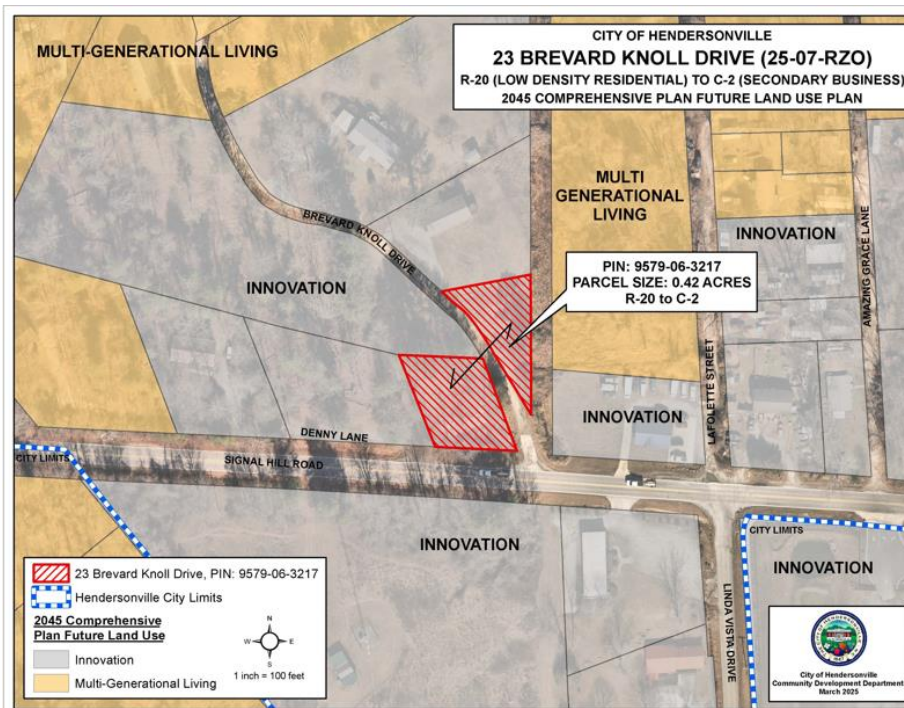 MULTI-GENERATIONAL LIVING
CITY OF HENDERSONVILLE
23 BREVARD KNOLL DRIVE (25-07-RZO)
R-20 (LOW DENSITY RESIDENTIAL) TO C-2 (SECONDARY BUSINESS)
2045 COMPREHENSIVE PLAN FUTURE LAND USE PLAN
MULTI
GENERATIONAL
LIVING
BREVARD KNOLL DRIVE
INNOVATION
AMAZING GRACE LANE
PIN: 9579-06-3217
PARCEL SIZE: 0.42 ACRES
R-20 to C-2
INNOVATION
LAFOLETTE STREET
INNOVATION
DENNY LANE
SIGNAL HILL ROAD
CITY LIMITS
CITY LIMITS
INNOVATION
INNOVATION
LINDA VISTA DRIVE
23 Brevard Knoll Drive, PIN: 9579-06-3217
Hendersonville City Limits
2045 Comprehensive
Plan Future Land Use
Innovation
Multi-Generational Living
N
W E
S
1 inch = 100 feet
City of Hendersonville
Community Development Department
March 2025